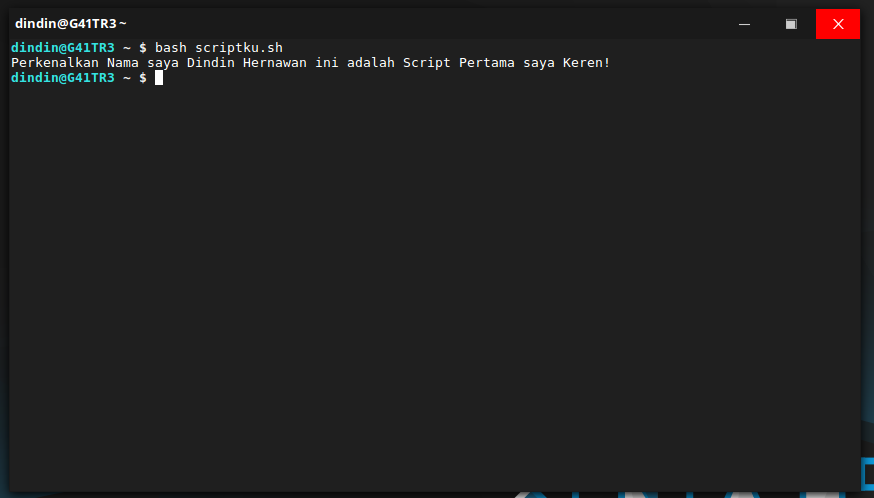 dindin@G41TR3 ~
dindin@G41TR3 ~ $ bash scriptku.sh
Perkenalkan Nama saya Dindin Hernawan ini adalah Script Pertama saya Keren!
dindin@G41TR3 ~ $